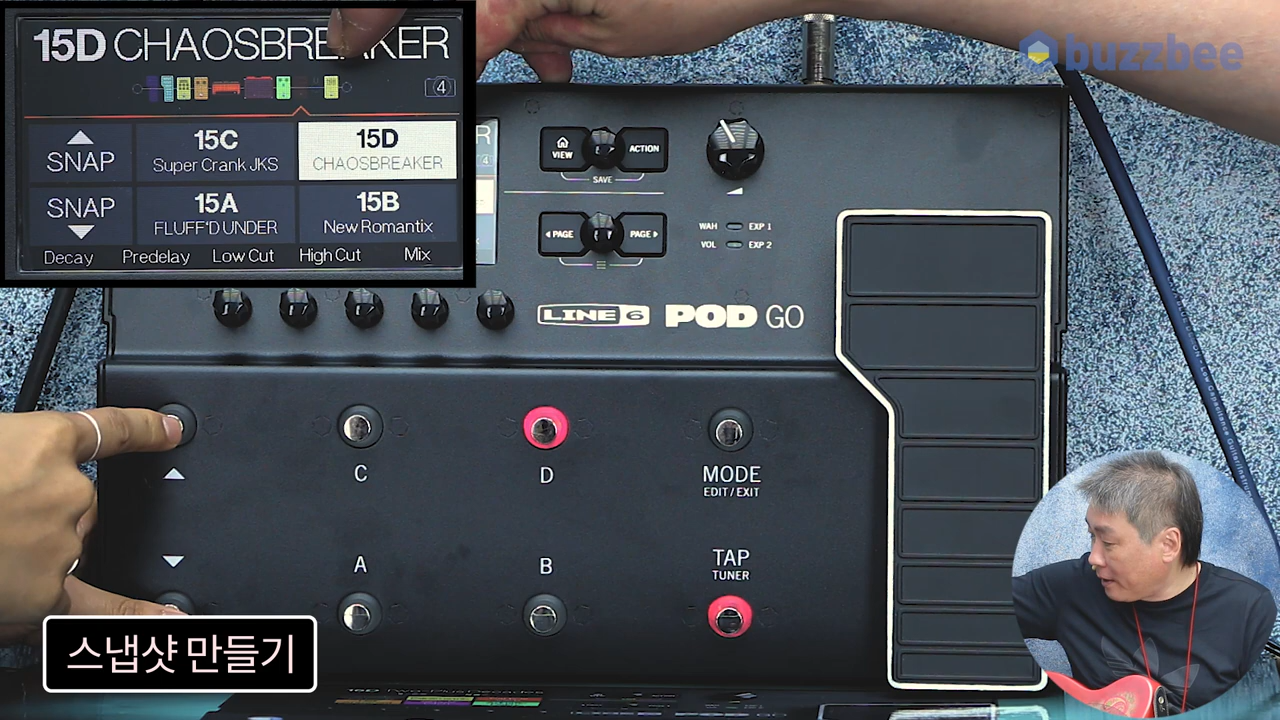 15D CHAOSBREAKER
4
SNAP
15C
Super Crank JKS
15D
CHAOSBREAKER
SNAP
15A
FLUFF'D UNDER
15B
New Romantix
Decay Predelay Low Cut High Cut Mix
buzzbee
VIEW
ACTION
SAVE
PAGE
PAGE
WAH EXP 1
VOL EXP 2
LINE 6 POD GO
C
D
MODE
EDIT/EXIT
A
B
TAP
TUNER
스냅샷 만들기
POD GO